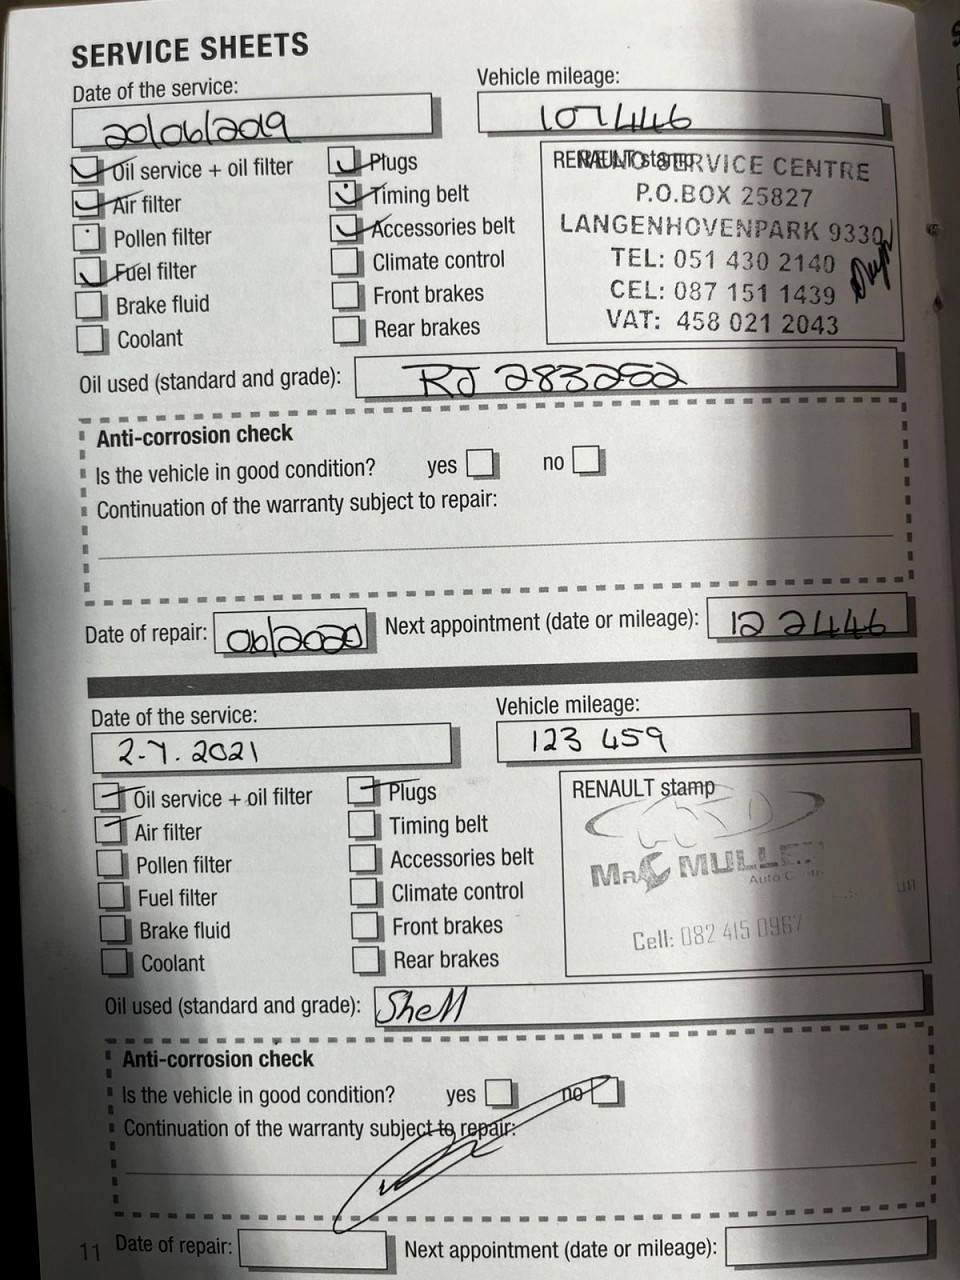 SERVICE SHEETS
Date of the service:
Vehicle mileage:
20/06/2019
107446
Oil service + oil filter
Plugs
Air filter
Timing belt
Pollen filter
Accessories belt
Fuel filter
Climate control
Brake fluid
Front brakes
Coolant
Rear brakes
RENAULT stamp
SERVICE CENTRE
P.O.BOX 25827
LANGENHOVENPARK 9330
TEL: 051 430 2140
CEL: 087 151 1439
VAT: 458 021 2043
Oil used (standard and grade):
RJ 283282
Anti-corrosion check
Is the vehicle in good condition? yes no
Continuation of the warranty subject to repair:
Date of repair: 06/2020 Next appointment (date or mileage): 122446
Date of the service:
Vehicle mileage:
2-7.2021
123 459
Oil service + oil filter
Plugs
Air filter
Timing belt
Pollen filter
Accessories belt
Fuel filter
Climate control
Brake fluid
Front brakes
Coolant
Rear brakes
RENAULT stamp
Auto
Cell: 082 415 0967
Oil used (standard and grade): Shell
Anti-corrosion check
Is the vehicle in good condition? yes no
Continuation of the warranty subject to repair:
11 Date of repair: Next appointment (date or mileage):